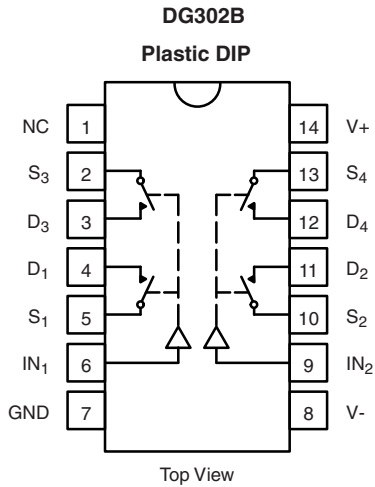 DG302B
Plastic DIP
NC 1 14 V+
S3 2 13 S4
D3 3 12 D4
D1 4 11 D2
S1 5 10 S2
IN1 6 9 IN2
GND 7 8 V-
Top View